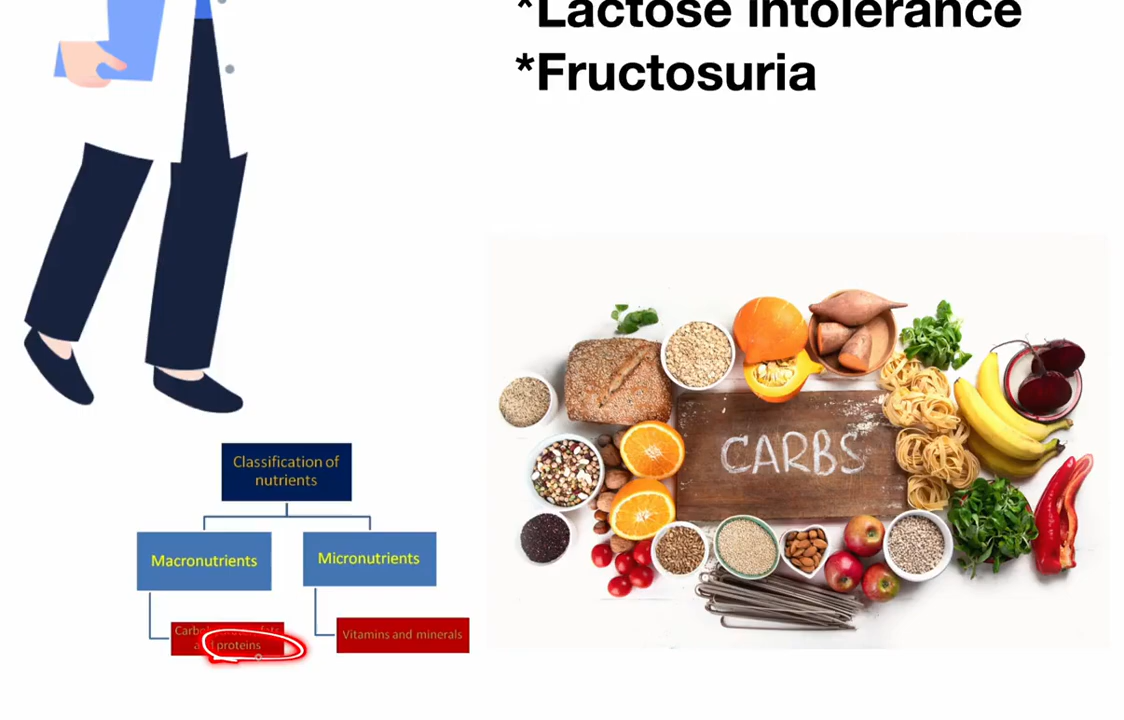 *Lactose intolerance
*Fructosuria
CARBS
Classification of
nutrients
Macronutrients
Micronutrients
proteins
Vitamins and minerals